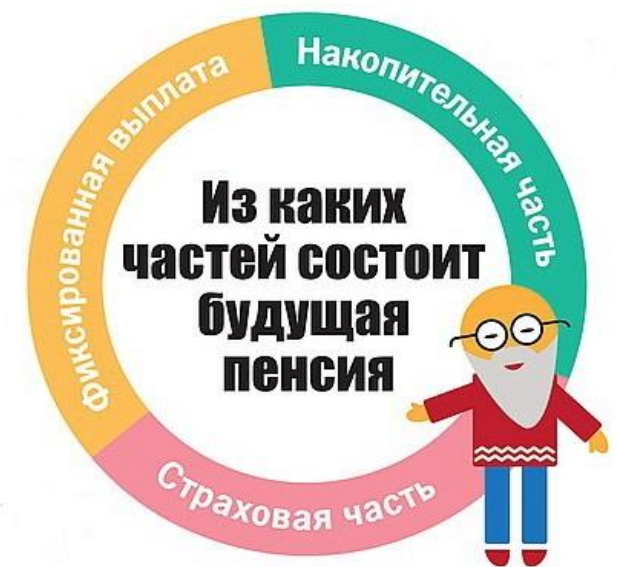 Из каких
частей состоит
будущая
пенсия
Накопительная часть
Страховая часть
Фиксированная выплата